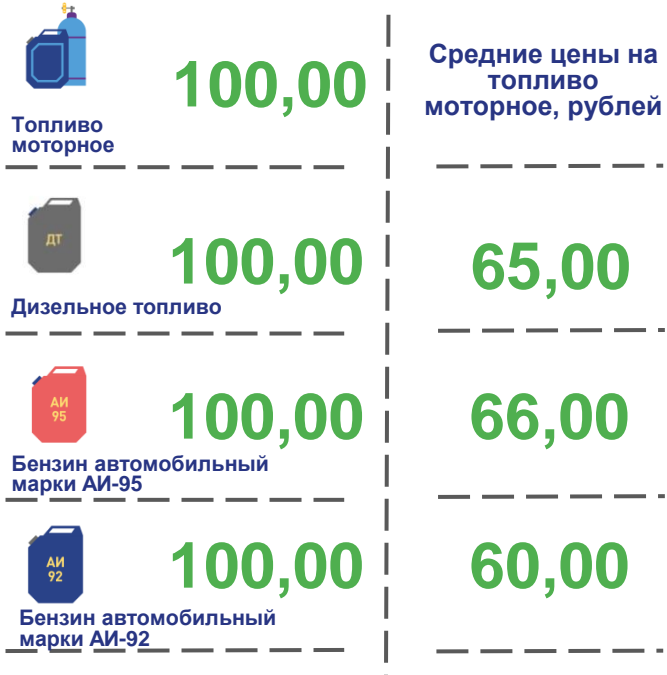 100,00
Топливо
моторное
Средние цены на
топливо
моторное, рублей
ДТ
100,00
65,00
Дизельное топливо
АИ
95
100,00
66,00
Бензин автомобильный
марки АИ-95
АИ
92
100,00
60,00
Бензин автомобильный
марки АИ-92